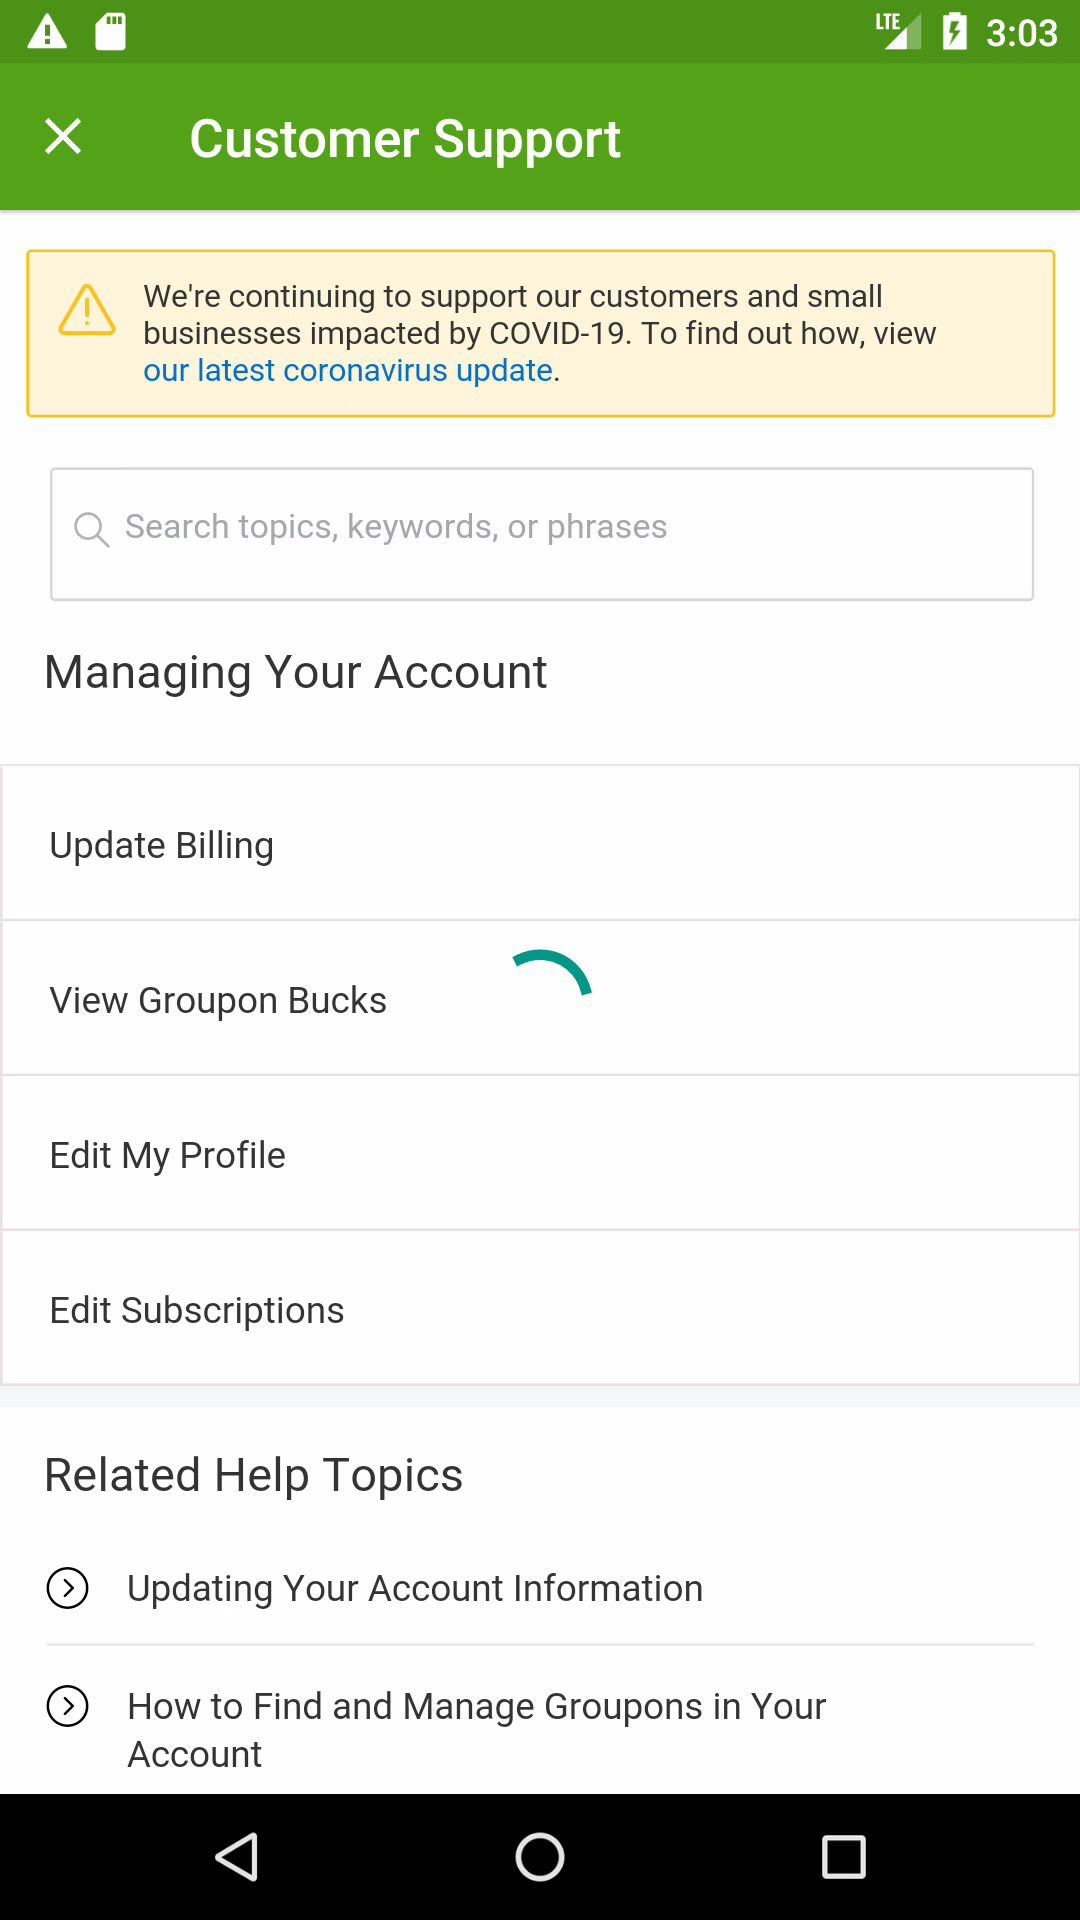 LTE 3:03
Customer Support
We're continuing to support our customers and small
businesses impacted by COVID-19. To find out how, view
our latest coronavirus update.
Search topics, keywords, or phrases
Managing Your Account
Update Billing
View Groupon Bucks
Edit My Profile
Edit Subscriptions
Related Help Topics
Updating Your Account Information
How to Find and Manage Groupons in Your
Account